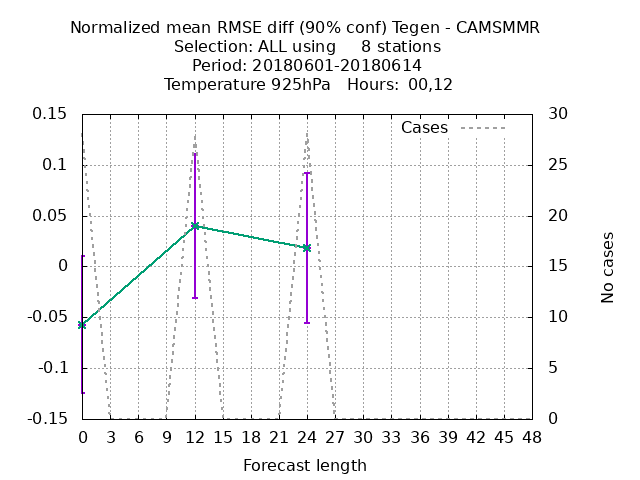 Normalized mean RMSE diff (90% conf) Tegen - CAMSMMR
Selection: ALL using     8 stations
Period: 20180601-20180614
Temperature 925hPa   Hours:  00,12
Cases
0.15
0.1
0.05
0
-0.05
-0.1
-0.15
30
25
20
15
10
5
0
No cases
0 3 6 9 12 15 18 21 24 27 30 33 36 39 42 45 48
Forecast length